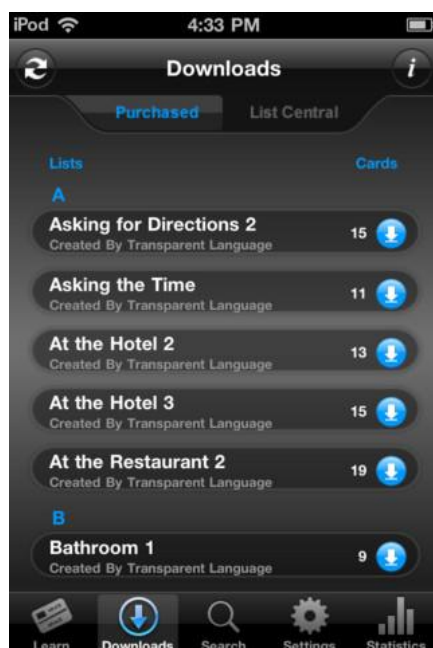 iPod 4:33 PM
Downloads i
Purchased List Central
Lists Cards
A
Asking for Directions 2
Created By Transparent Language
15
Asking the Time
Created By Transparent Language
11
At the Hotel 2
Created By Transparent Language
13
At the Hotel 3
Created By Transparent Language
15
At the Restaurant 2
Created By Transparent Language
19
B
Bathroom 1
Created By Transparent Language
9
Learn Downloads Search Settings Statistics